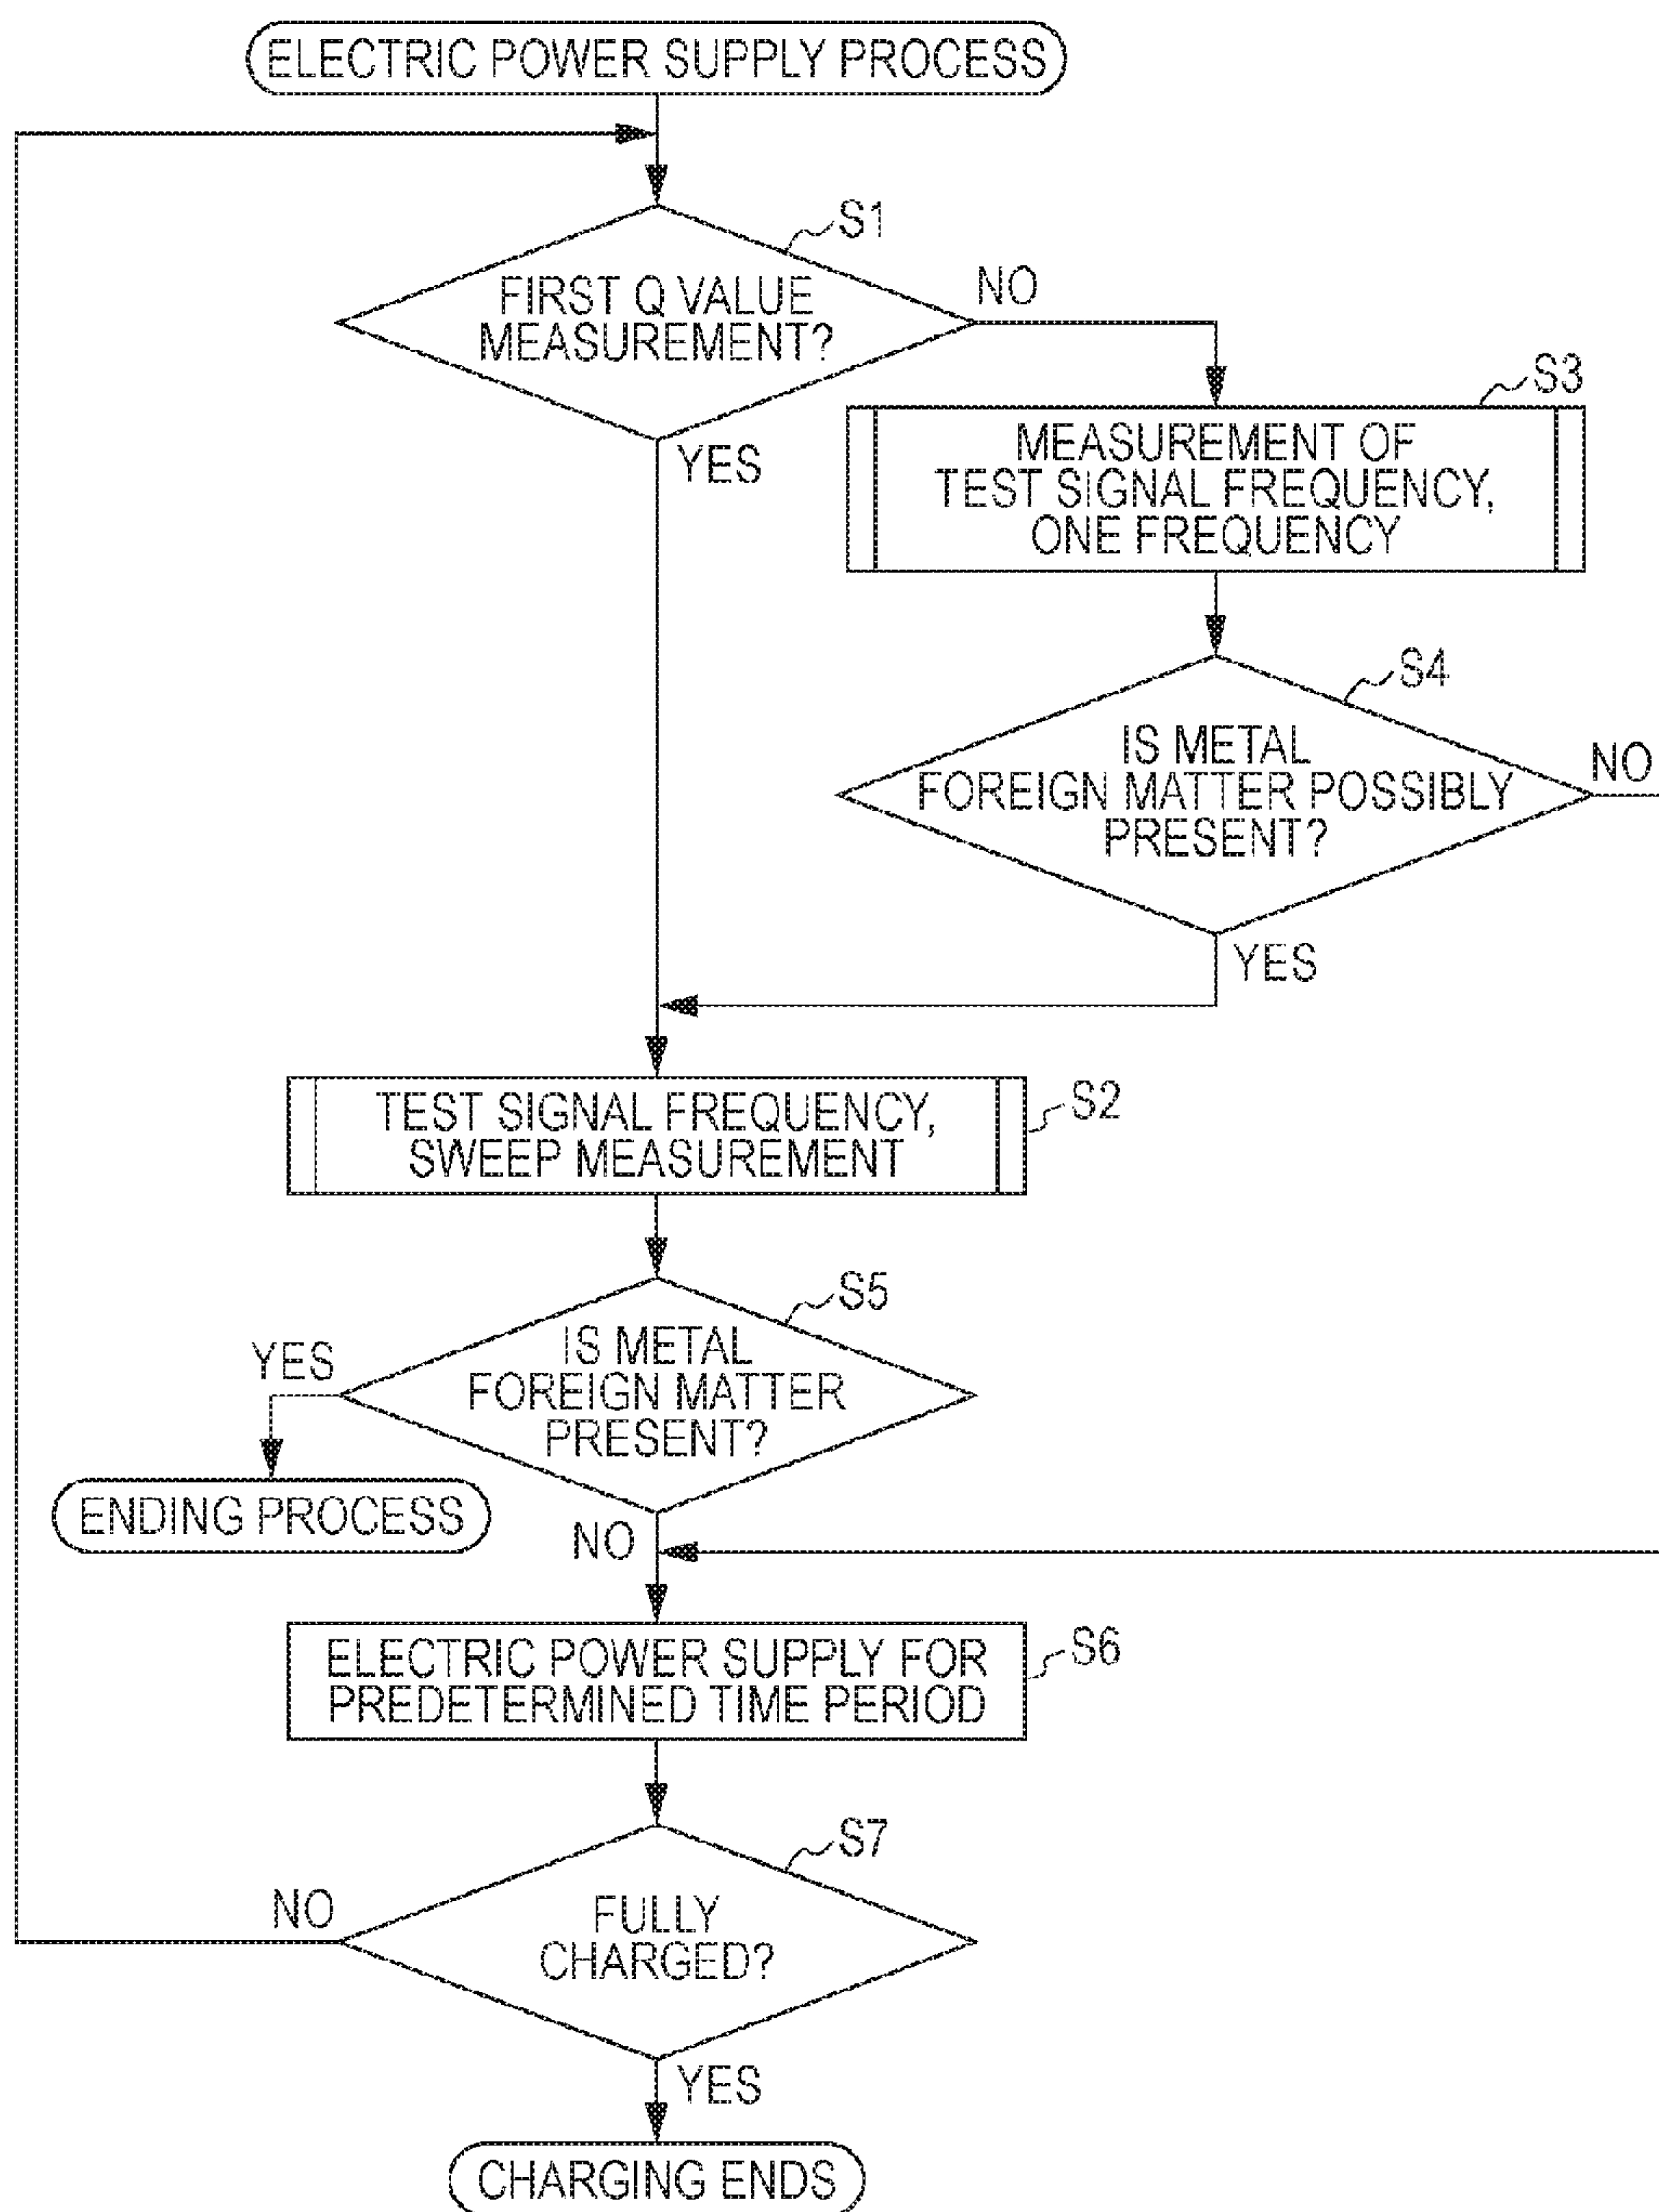 ELECTRIC POWER SUPPLY PROCESS
S1
FIRST Q VALUE
MEASUREMENT?
NO
YES
S3
MEASUREMENT OF
TEST SIGNAL FREQUENCY,
ONE FREQUENCY
S4
IS METAL
FOREIGN MATTER POSSIBLY
PRESENT?
NO
YES
S2
TEST SIGNAL FREQUENCY,
SWEEP MEASUREMENT
S5
IS METAL
FOREIGN MATTER
PRESENT?
YES
ENDING PROCESS
NO
S6
ELECTRIC POWER SUPPLY FOR
PREDETERMINED TIME PERIOD
S7
FULLY
CHARGED?
NO
YES
CHARGING ENDS